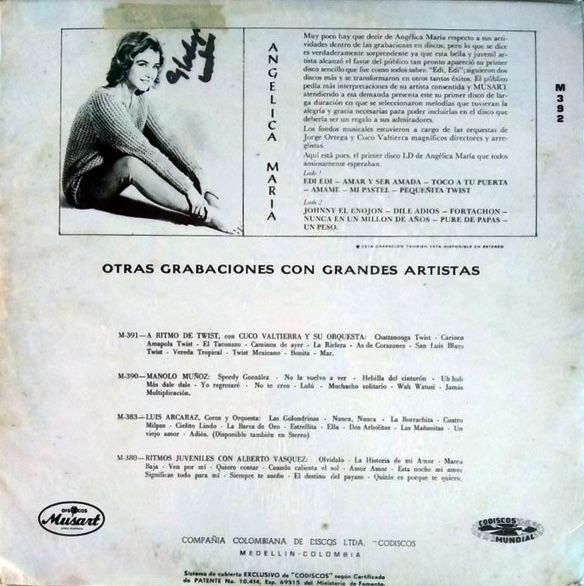 Muy poco hay que decir de Angélica María respecto a sus actividades dentro de las grabaciones en discos, pero lo que se dice es verdaderamente sorprendente ya que esta bella y juvenil artista alcanzó el favor del público tan pronto apareció su primer disco sencillo que fue como todos sabes: "Edi, Edi"; siguieron dos discos más y se transformaron en otros tantos éxitos. El público pedía más interpretaciones de su artista consentida y MUSART, atendiendo a esa demanda presenta este su primer disco de larga duración en que se seleccionaron melodías que tuvieran la alegría y gracia necesarias para poder incluirlas en el disco que debería ser un regalo a sus admiradores.
Los fondos musicales estuvieron a cargo de las orquestas de Jorge Ortega y Cuco Valtierra magníficos directores y arreglistas.
Aquí está pues, el primer disco LD de Angélica María que todos ansiosamente esperaban.
Lado 1
EDI EDI – AMAR Y SER AMADA – TOCO A TU PUERTA
– AMAME – MI PASTEL – PEQUEÑITA TWIST
Lado 2
JOHNNY EL ENOJON – DILE ADIOS – FORTACHON –
NUNCA EN UN MILLON DE AÑOS – PURE DE PAPAS –
UN PESO.
ANGELICA MARIA
M 392
ESTA GRABACION TAMBIEN ESTA DISPONIBLE EN ESTEREO
OTRAS GRABACIONES CON GRANDES ARTISTAS
M-391—A RITMO DE TWIST, con CUCO VALTIERRA Y SU ORQUESTA: Chattanooga Twist - Carioca
Amapola Twist - El Taconazo - Caminos de ayer - La Rielera - As de Corazones - San Luis Blues
Twist - Vereda Tropical - Twist Mexicano - Bonita - Mar.
M-390—MANOLO MUÑOZ: Speedy González - No la vuelvo a ver - Hebilla del cinturón - Uh huh
Más dale dale - Yo regresaré - No te creo - Lulú - Muchacho solitario - Wah Watusi - Jamás
Multiplicación.
M-383—LUIS ARCARAZ, Coros y Orquesta: Las Golondrinas - Nunca, Nunca - La Borrachita - Cuatro
Milpas - Cielito Lindo - La Barca de Oro - Estrellita - Ella - Dos Arbolitos - Las Mañanitas - Un
viejo amor - Adiós. (Disponible también en Stereo)
M-380—RITMOS JUVENILES CON ALBERTO VASQUEZ: Olvídalo - La Historia de mi Amor - Marea
Baja - Ven por mí - Quiero contar - Cuando calienta el sol - Amor Amor - Esta noche mi amor
Significas todo para mí - Siempre te sueño - El destino del payaso - Quizás es porque te quiero.
DISCOS
Musart
COMPAÑIA COLOMBIANA DE DISCOS LTDA. "CODISCOS
MEDELLIN - COLOMBIA
CODISCOS
MUNDIAL
Sistema de cubierta EXCLUSIVO de "CODISCOS" según Certificado
de PATENTE No. 10.414, Exp. 69515 del Ministerio de Fomento.